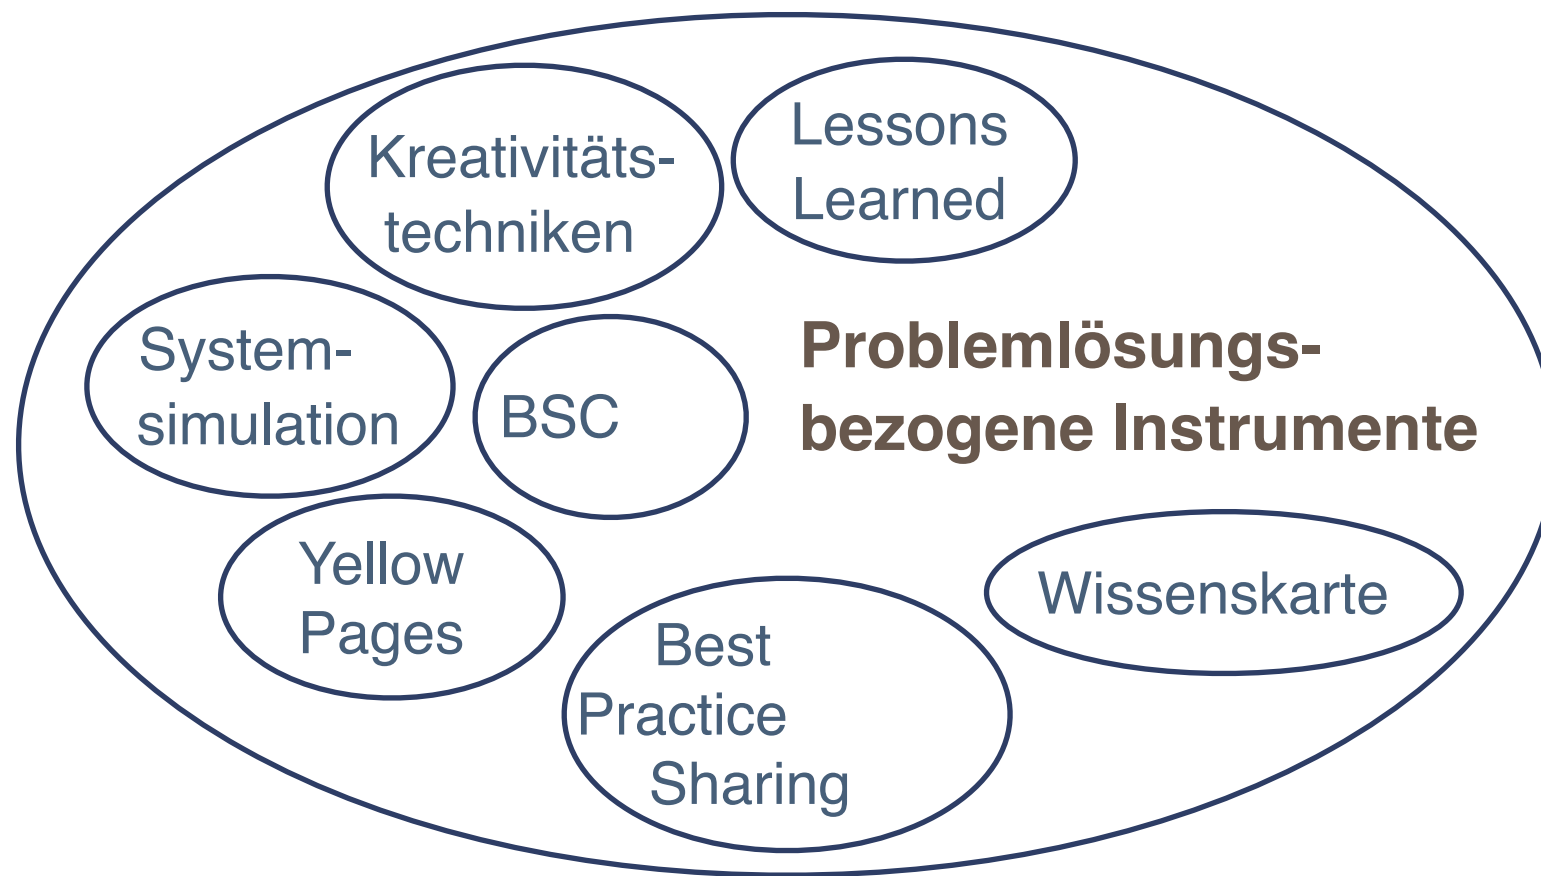 Kreativitäts-
techniken
Lessons
Learned
System-
simulation
BSC
Problemlösungs-
bezogene Instrumente
Yellow
Pages
Best
Practice
Sharing
Wissenskarte